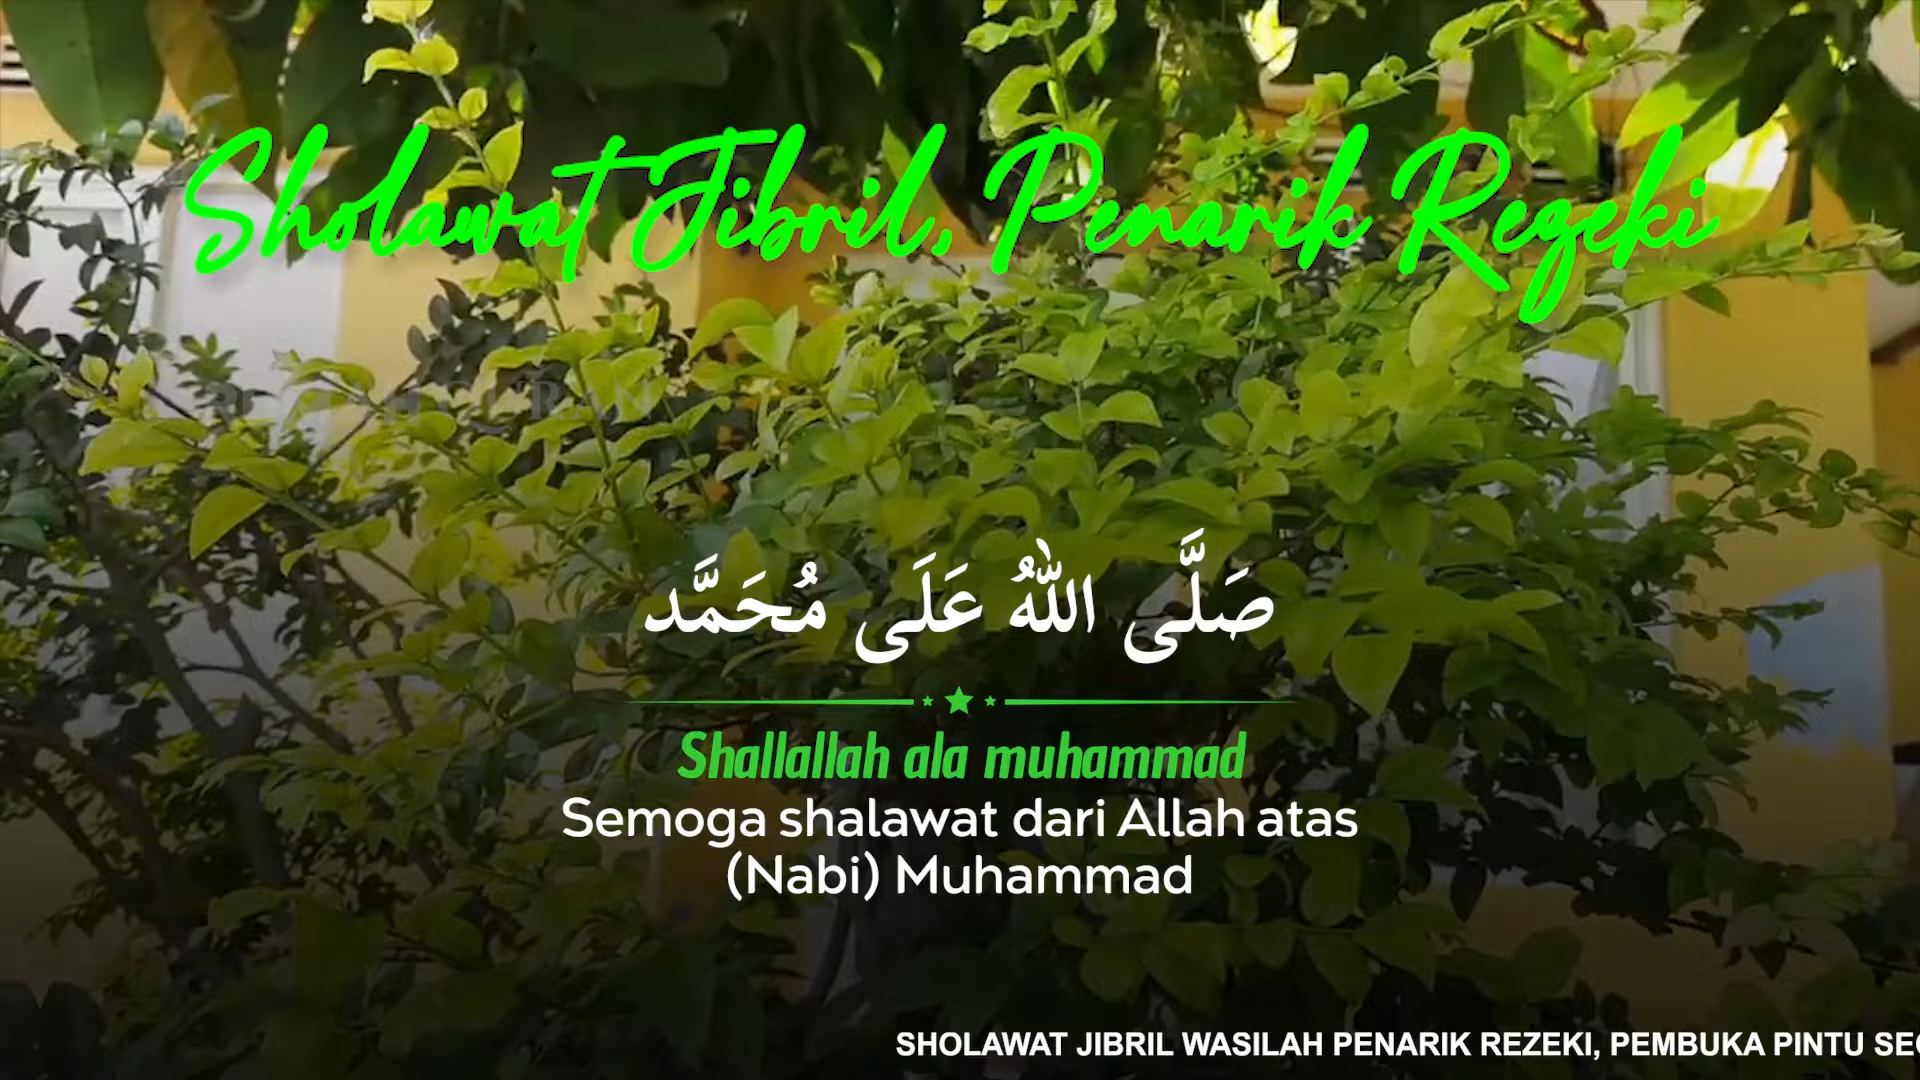 Sholawat Jibril, Penarik Rezeki
صَلَّى اللهُ عَلَى مُحَمَّد
Shallallah ala muhammad
Semoga shalawat dari Allah atas
(Nabi) Muhammad
SHOLAWAT JIBRIL WASILAH PENARIK REZEKI, PEMBUKA PINTU